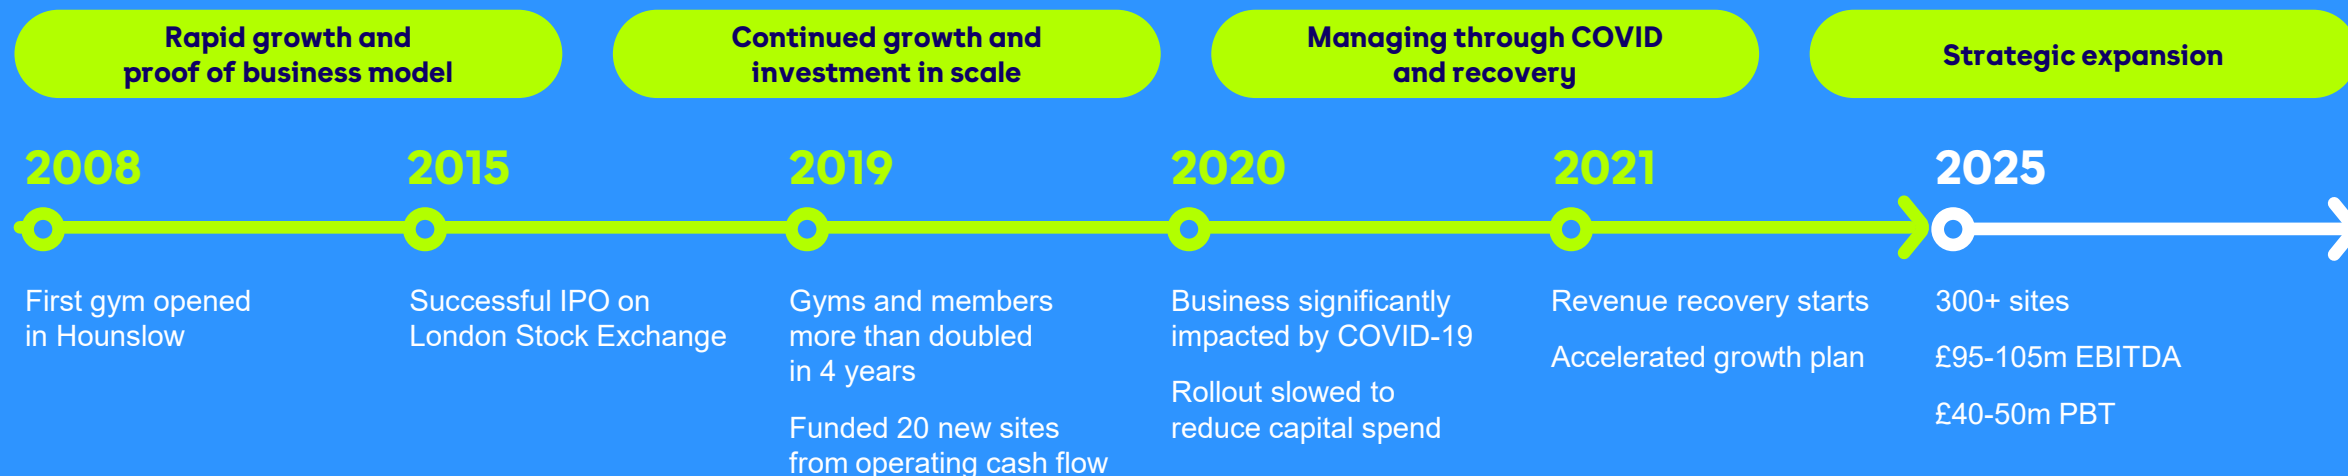 Rapid growth and
proof of business model
Continued growth and
investment in scale
Managing through COVID
and recovery
Strategic expansion
2008
First gym opened
in Hounslow
2015
Successful IPO on
London Stock Exchange
2019
Gyms and members
more than doubled
in 4 years
Funded 20 new sites
from operating cash flow
2020
Business significantly
impacted by COVID-19
Rollout slowed to
reduce capital spend
2021
Revenue recovery starts
Accelerated growth plan
2025
300+ sites
£95-105m EBITDA
£40-50m PBT